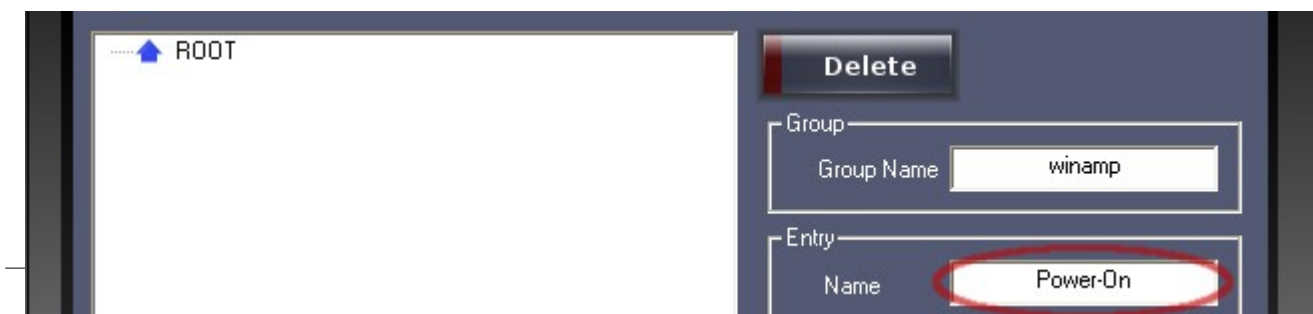 ROOT
Delete
Group
Group Name winamp
Entry
Name Power-On